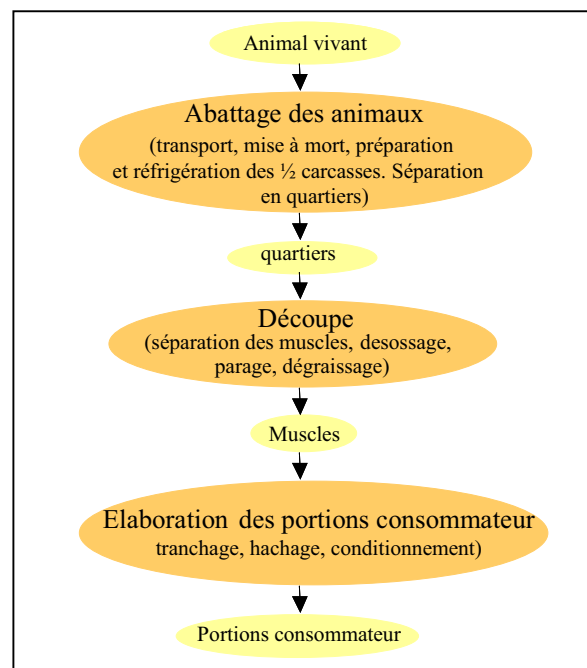 Animal vivant
Abattage des animaux
(transport, mise à mort, préparation
et réfrigération des ½ carcasses. Séparation
en quartiers)
quartiers
Découpe
(séparation des muscles, desossage,
parage, dégraissage)
Muscles
Elaboration des portions consommateur
tranchage, hachage, conditionnement)
Portions consommateur